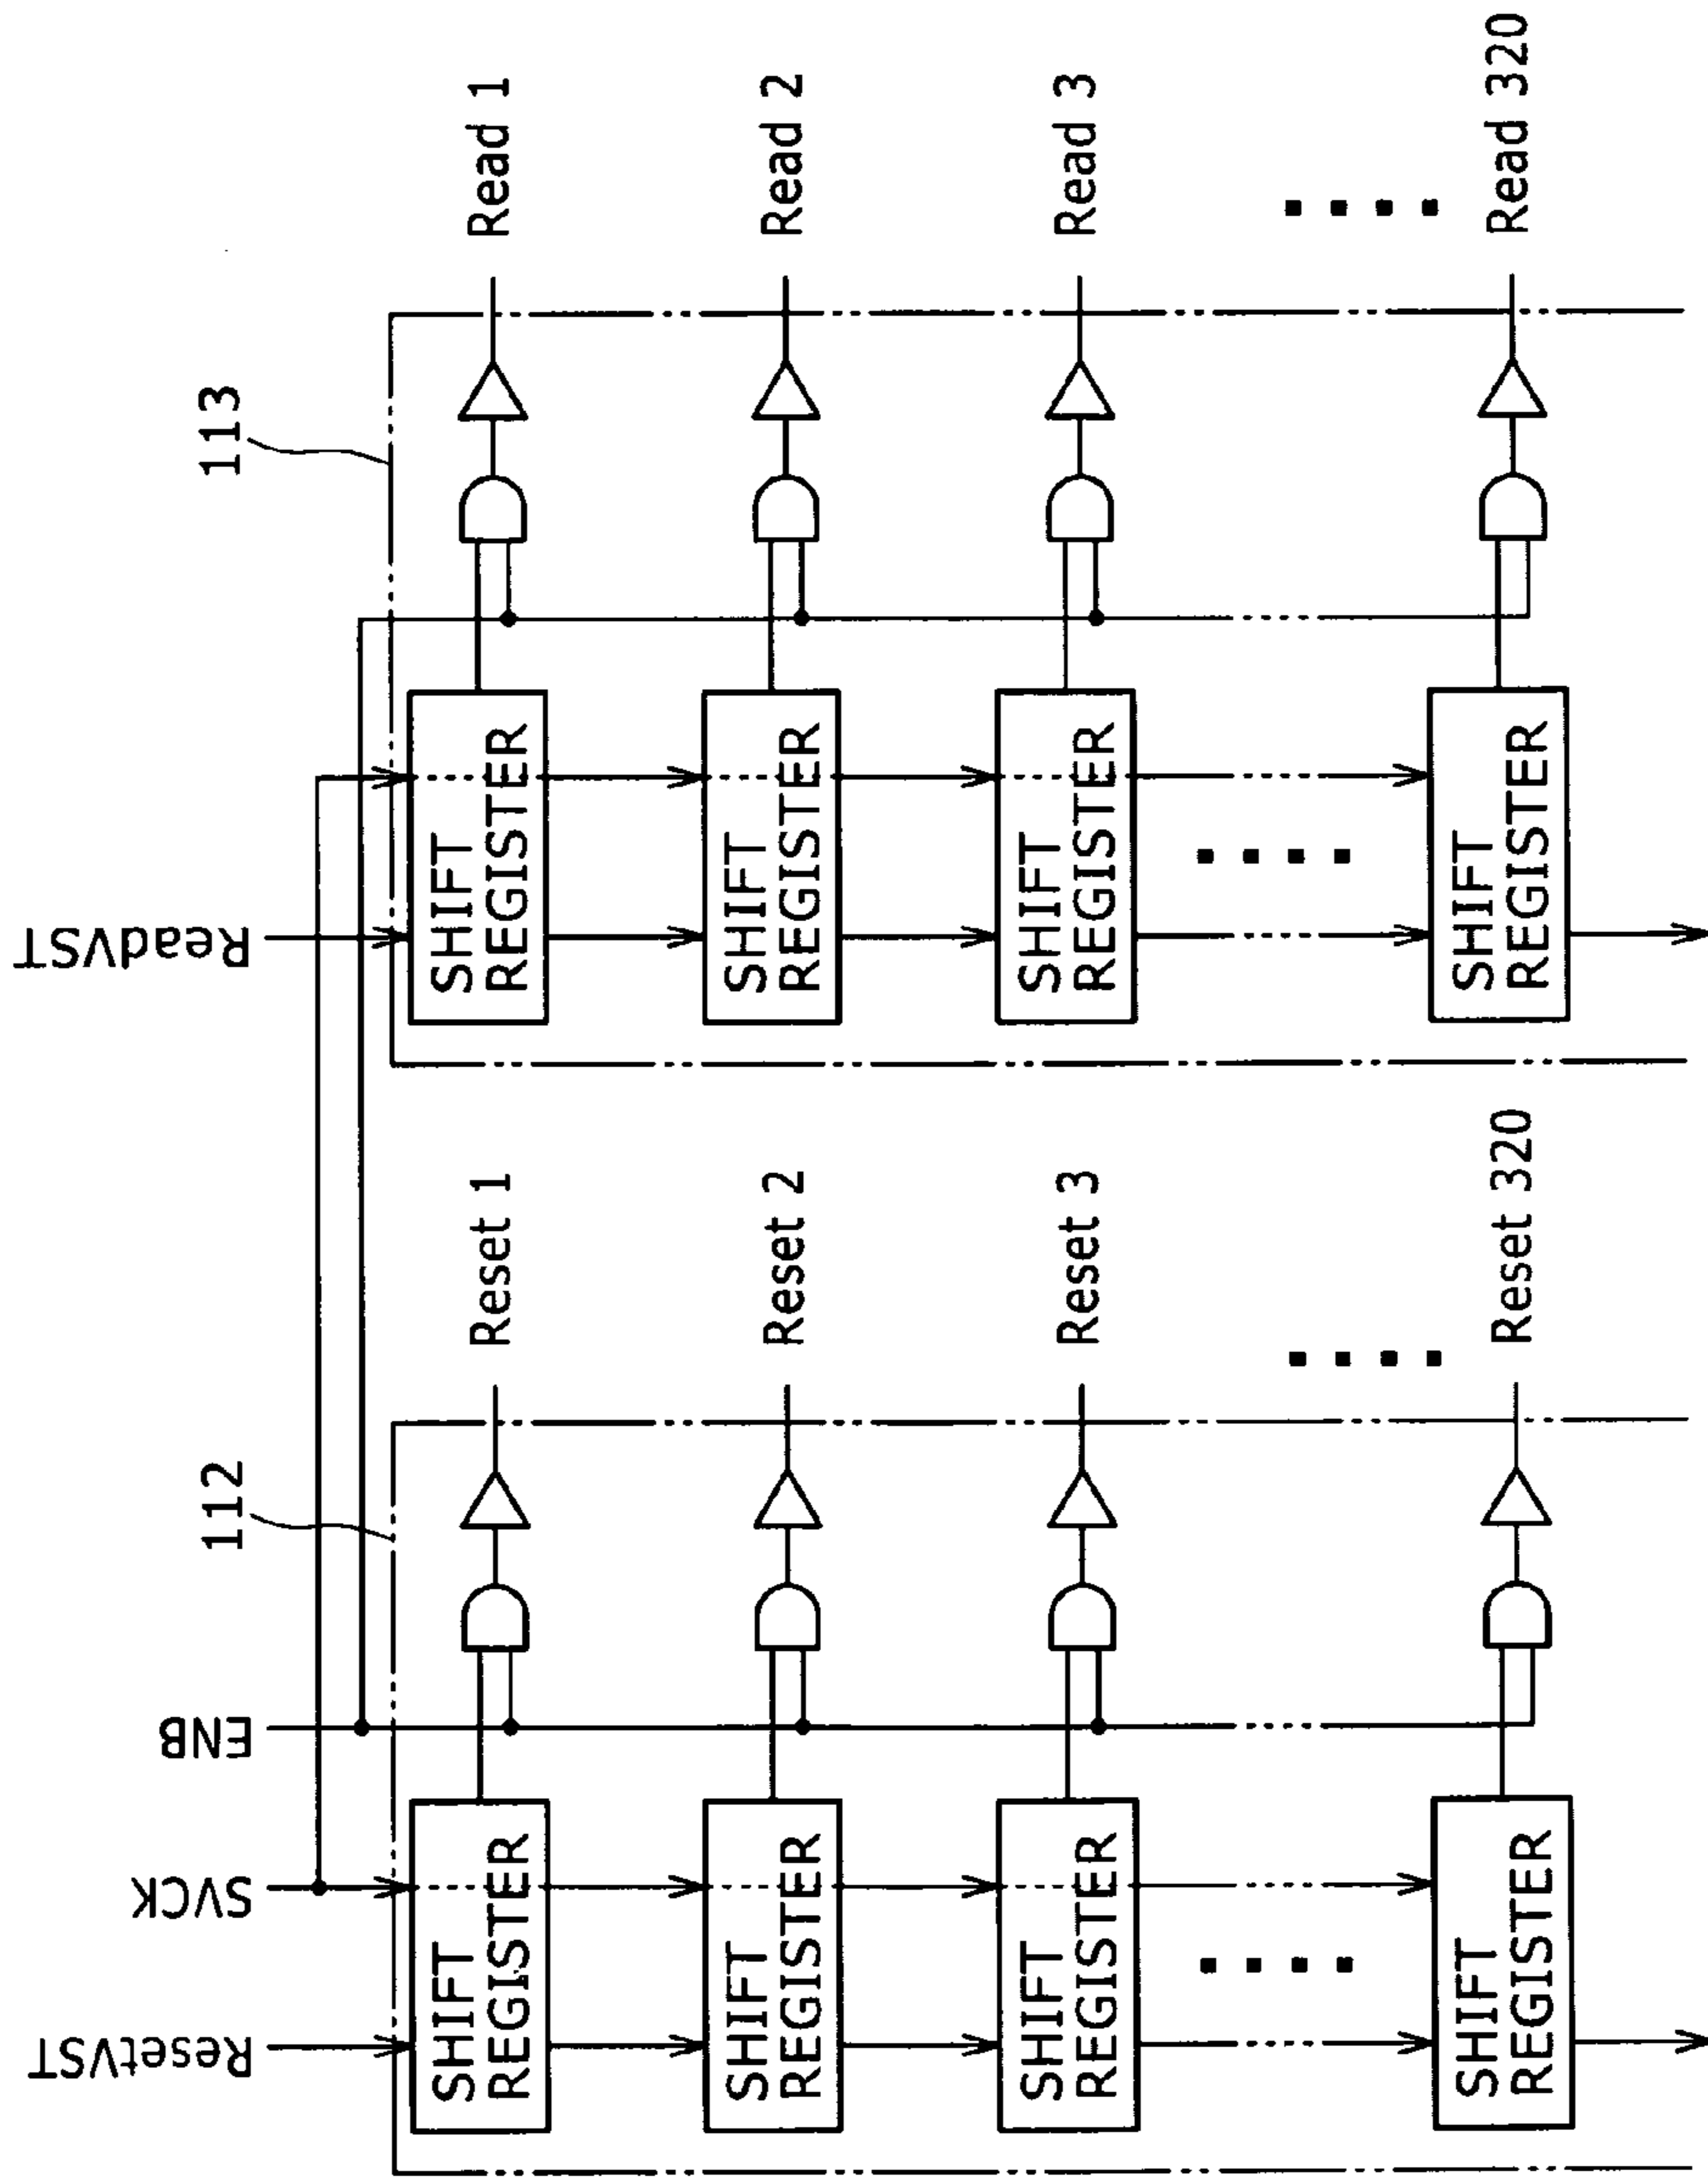 ResetVST
SVCK
ENB
ReadVST
112
113
SHIFT
REGISTER
Reset 1
SHIFT
REGISTER
Read 1
SHIFT
REGISTER
Reset 2
SHIFT
REGISTER
Read 2
SHIFT
REGISTER
Reset 3
SHIFT
REGISTER
Read 3
SHIFT
REGISTER
Reset 320
SHIFT
REGISTER
Read 320